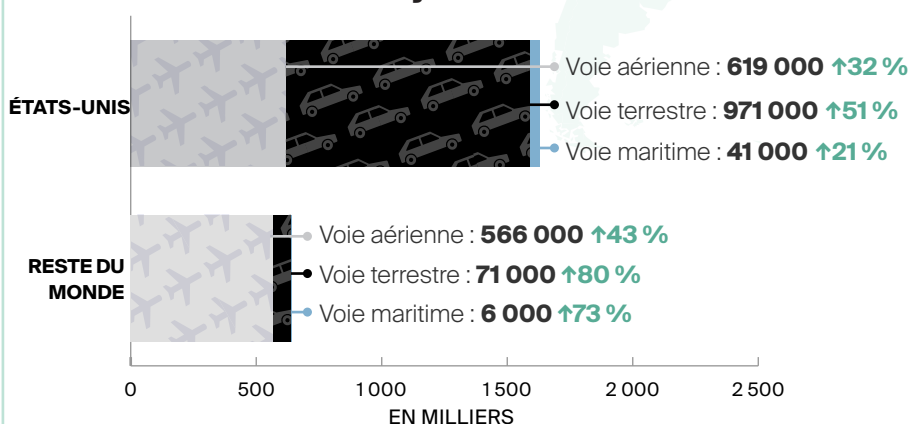 Voie aérienne : 619 000 ↑32 %
ÉTATS-UNIS
Voie terrestre : 971 000 ↑51 %
Voie maritime : 41 000 ↑21 %
Voie aérienne : 566 000 ↑43 %
RESTE DU
MONDE
Voie terrestre : 71 000 ↑80 %
Voie maritime : 6 000 ↑73 %
0 500 1 000 1 500 2 000 2 500
EN MILLIERS